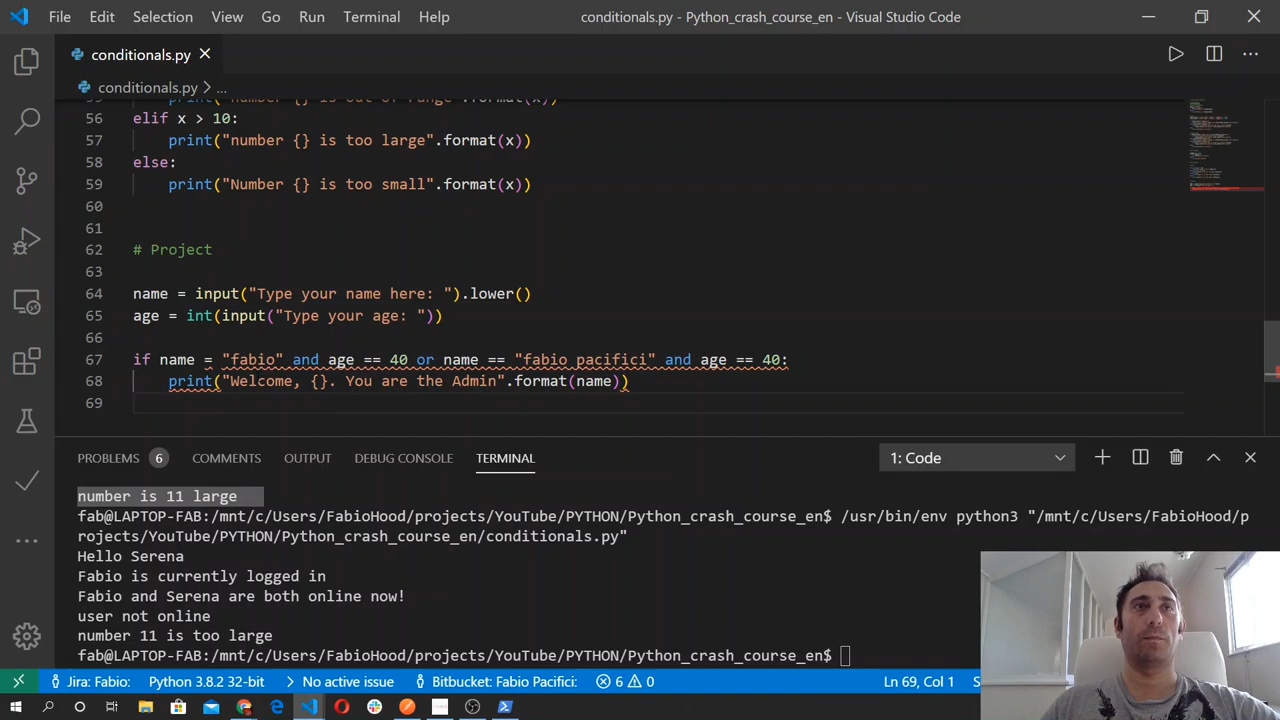 File Edit Selection View Go Run Terminal Help conditionals.py - Python_crash_course_en - Visual Studio Code
conditionals.py
conditionals.py > ...
56 elif x > 10:
57 print("number {} is too large".format(x))
58 else:
59 print("Number {} is too small".format(x))
60
61
62 # Project
63
64 name = input("Type your name here: ").lower()
65 age = int(input("Type your age: "))
66
67 if name = "fabio" and age == 40 or name == "fabio pacifici" and age == 40:
68 print("Welcome, {}. You are the Admin".format(name))
69
PROBLEMS 6 COMMENTS OUTPUT DEBUG CONSOLE TERMINAL 1: Code
number is 11 large
fab@LAPTOP-FAB:/mnt/c/Users/FabioHood/projects/YouTube/PYTHON/Python_crash_course_en$ /usr/bin/env python3 "/mnt/c/Users/FabioHood/p
rojects/YouTube/PYTHON/Python_crash_course_en/conditionals.py"
Hello Serena
Fabio is currently logged in
Fabio and Serena are both online now!
user not online
number 11 is too large
fab@LAPTOP-FAB:/mnt/c/Users/FabioHood/projects/YouTube/PYTHON/Python_crash_course_en$
Jira: Fabio: Python 3.8.2 32-bit No active issue Bitbucket: Fabio Pacifici: 6 0 Ln 69, Col 1